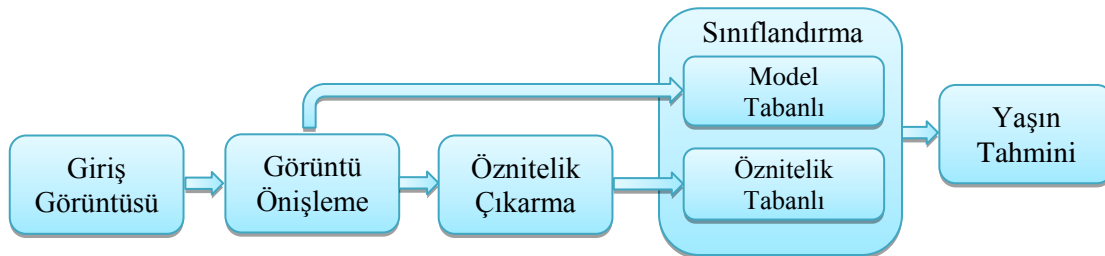 Giriş
Görüntüsü
Görüntü
Önişleme
Öznitelik
Çıkarma
Sınıflandırma
Model
Tabanlı
Öznitelik
Tabanlı
Yaşın
Tahmini